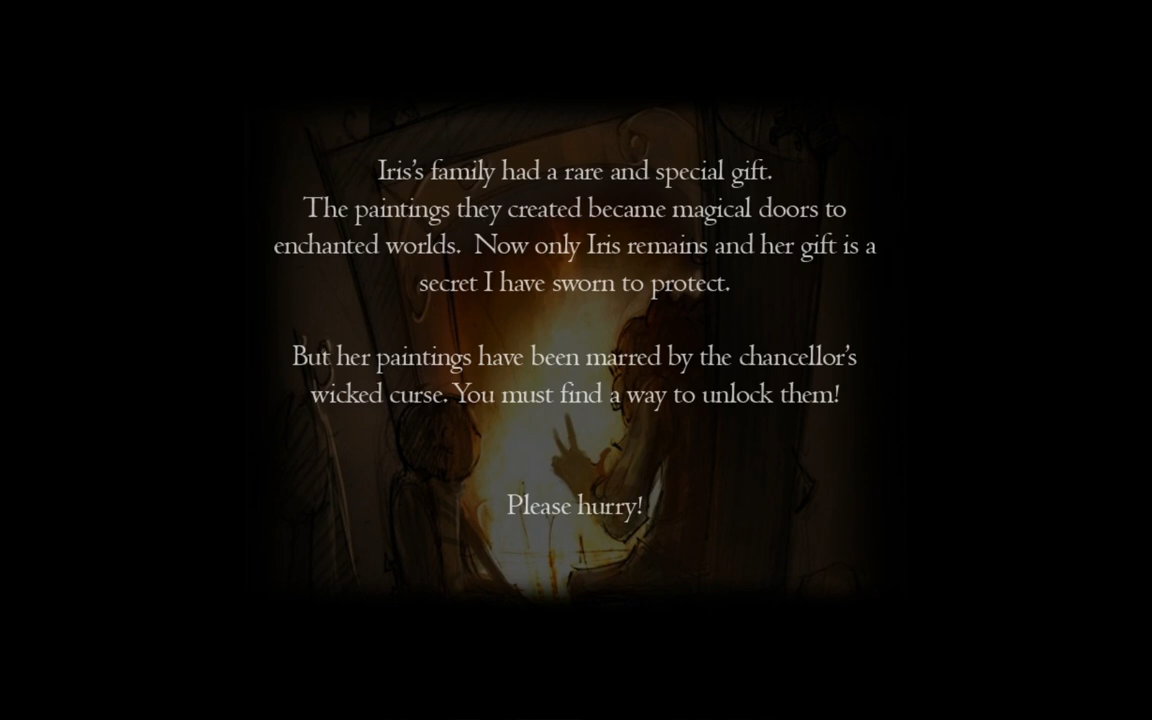 Iris's family had a rare and special gift.
The paintings they created became magical doors to
enchanted worlds.  Now only Iris remains and her gift is a
secret I have sworn to protect.
But her paintings have been marred by the chancellor's
wicked curse. You must find a way to unlock them!
Please hurry!